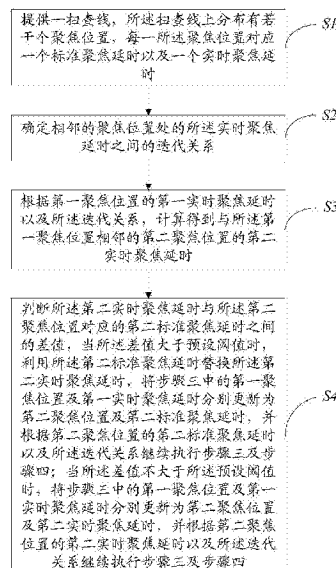 提供一扫查线，所述扫查线上分布有若
干个聚焦位置，每一所述聚焦位置对应
一个标准聚焦延时以及一个实时聚焦延
时
S1
确定相邻的聚焦位置处的所述实时聚焦
延时之间的迭代关系
S2
根据第一聚焦位置的第一实时聚焦延时
以及所述迭代关系，计算得到与所述第
一聚焦位置相邻的第二聚焦位置的第二
实时聚焦延时
S3
判断所述第二实时聚焦延时与所述第二
聚焦位置对应的第二标准聚焦延时之间
的差值，当所述差值大于预设阈值时，
利用所述第二标准聚焦延时替换所述第
二实时聚焦延时，将步骤三中的第一聚
焦位置及第一实时聚焦延时分别更新为
第二聚焦位置及第二标准聚焦延时，并
根据第二聚焦位置的第二标准聚焦延时
以及所述迭代关系继续执行步骤三及步
骤四；当所述差值不大于所述预设阈值
时，将步骤三中的第一聚焦位置及第一
实时聚焦延时分别更新为第二聚焦位置
及第二实时聚焦延时，并根据第二聚焦
位置的第二实时聚焦延时以及所述迭代
关系继续执行步骤三及步骤四
S4